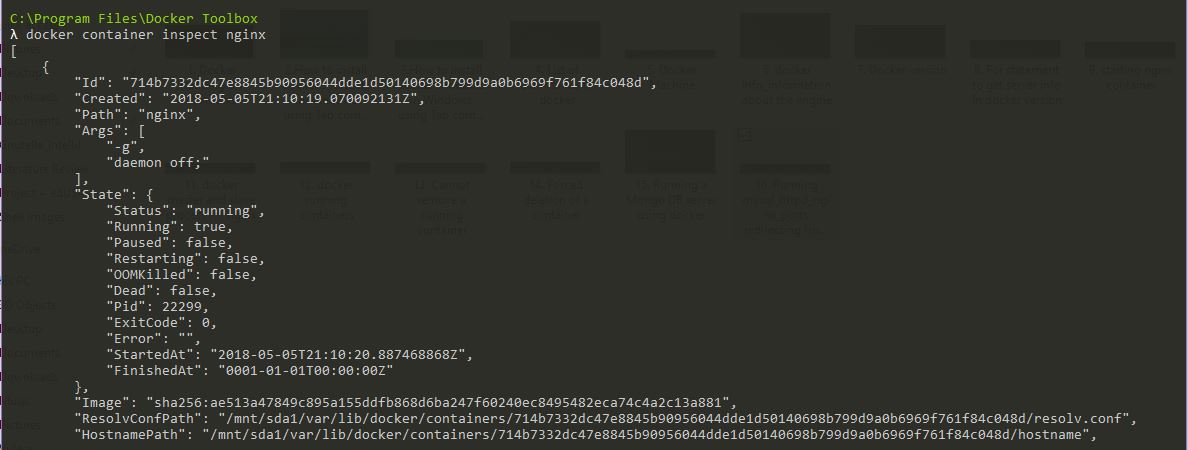 C:\Program Files\Docker Toolbox
λ docker container inspect nginx
[
    {
        "Id": "714b7332dc47e8845b90956044dde1d50140698b799d9a0b6969f761f84c048d",
        "Created": "2018-05-05T21:10:19.070092131Z",
        "Path": "nginx",
        "Args": [
            "-g",
            "daemon off;"
        ],
        "State": {
            "Status": "running",
            "Running": true,
            "Paused": false,
            "Restarting": false,
            "OOMKilled": false,
            "Dead": false,
            "Pid": 22299,
            "ExitCode": 0,
            "Error": "",
            "StartedAt": "2018-05-05T21:10:20.887468868Z",
            "FinishedAt": "0001-01-01T00:00:00Z"
        },
        "Image": "sha256:ae513a47849c895a155ddfb868d6ba247f60240ec8495482eca74c4a2c13a881",
        "ResolvConfPath": "/mnt/sda1/var/lib/docker/containers/714b7332dc47e8845b90956044dde1d50140698b799d9a0b6969f761f84c048d/resolv.conf",
        "HostnamePath": "/mnt/sda1/var/lib/docker/containers/714b7332dc47e8845b90956044dde1d50140698b799d9a0b6969f761f84c048d/hostname",